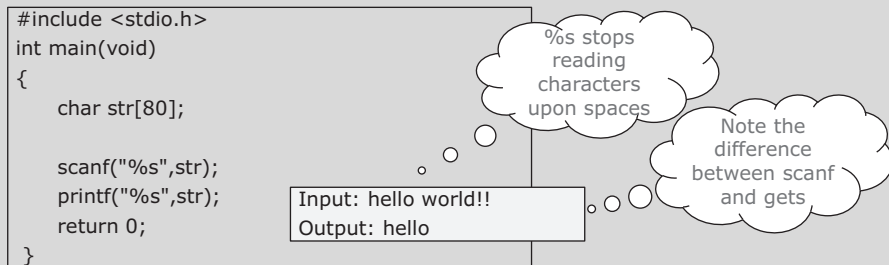 #include <stdio.h>
int main(void)
{
char str[80];
scanf("%s",str);
printf("%s",str);
return 0;
}
%s stops
reading
characters
upon spaces
Note the
difference
between scanf
and gets
Input: hello world!!
Output: hello